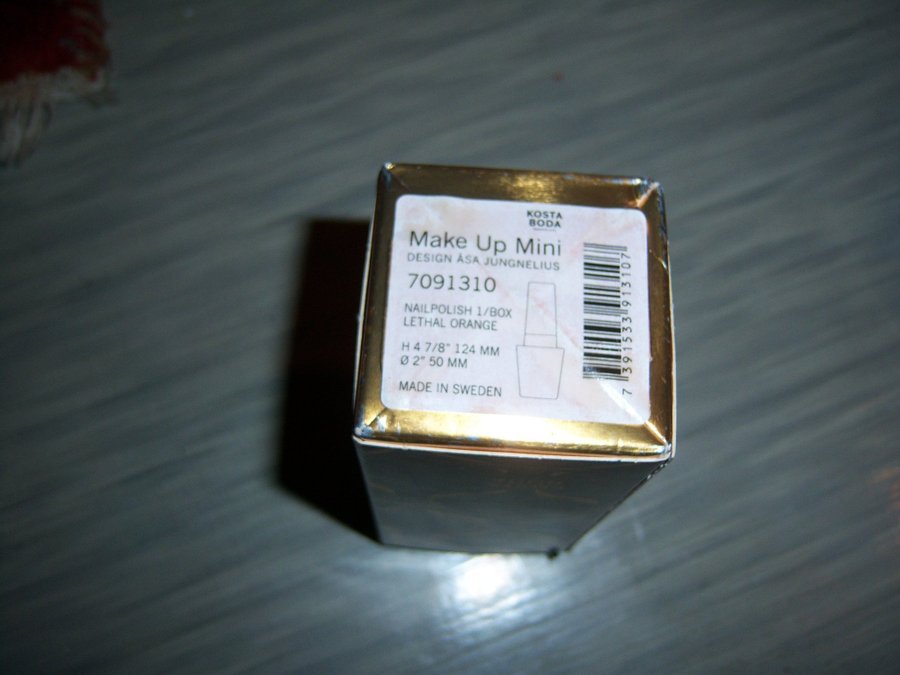 KOSTA
BODA
Make Up Mini
DESIGN ÅSA JUNGNELIUS
7091310
NAILPOLISH 1/BOX
LETHAL ORANGE
H 4 7/8" 124 MM
Ø 2" 50 MM
MADE IN SWEDEN
7 391533 913107